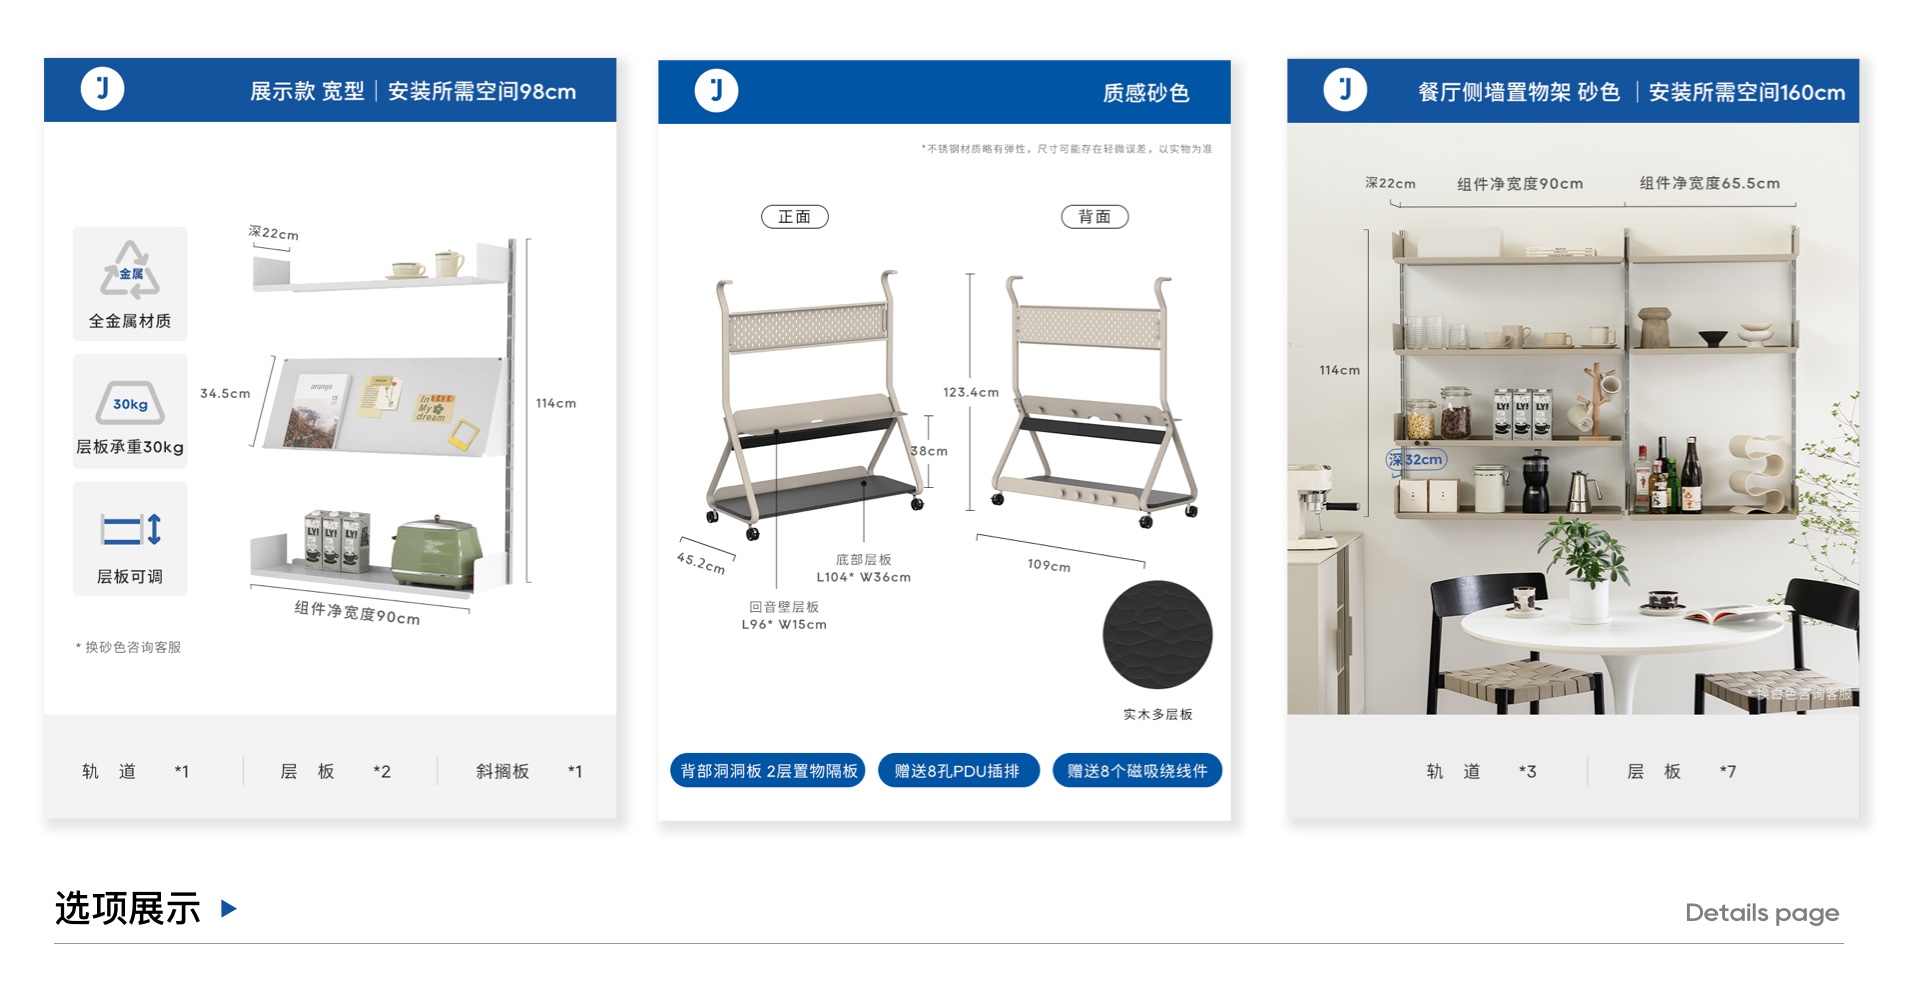 J
展示款 宽型｜安装所需空间98cm
金属
全金属材质
30kg
层板承重30kg
层板可调
深22cm
34.5cm
aranya
In
My
dream
114cm
LY!
LY!
LY!
组件净宽度90cm
* 换砂色咨询客服
轨 道 *1
层 板 *2
斜搁板 *1
J
质感砂色
*不锈钢材质略有弹性，尺寸可能存在轻微误差，以实物为准
正面
背面
123.4cm
38cm
45.2cm
109cm
底部层板
L104* W36cm
回音壁层板
L96* W15cm
实木多层板
背部洞洞板 2层置物隔板
赠送8孔PDU插排
赠送8个磁吸绕线件
J
餐厅侧墙置物架 砂色｜安装所需空间160cm
深22cm
组件净宽度90cm
组件净宽度65.5cm
114cm
LY!
LY!
LY!
深32cm
* 换白色咨询客服
轨 道 *3
层 板 *7
选项展示
Details page